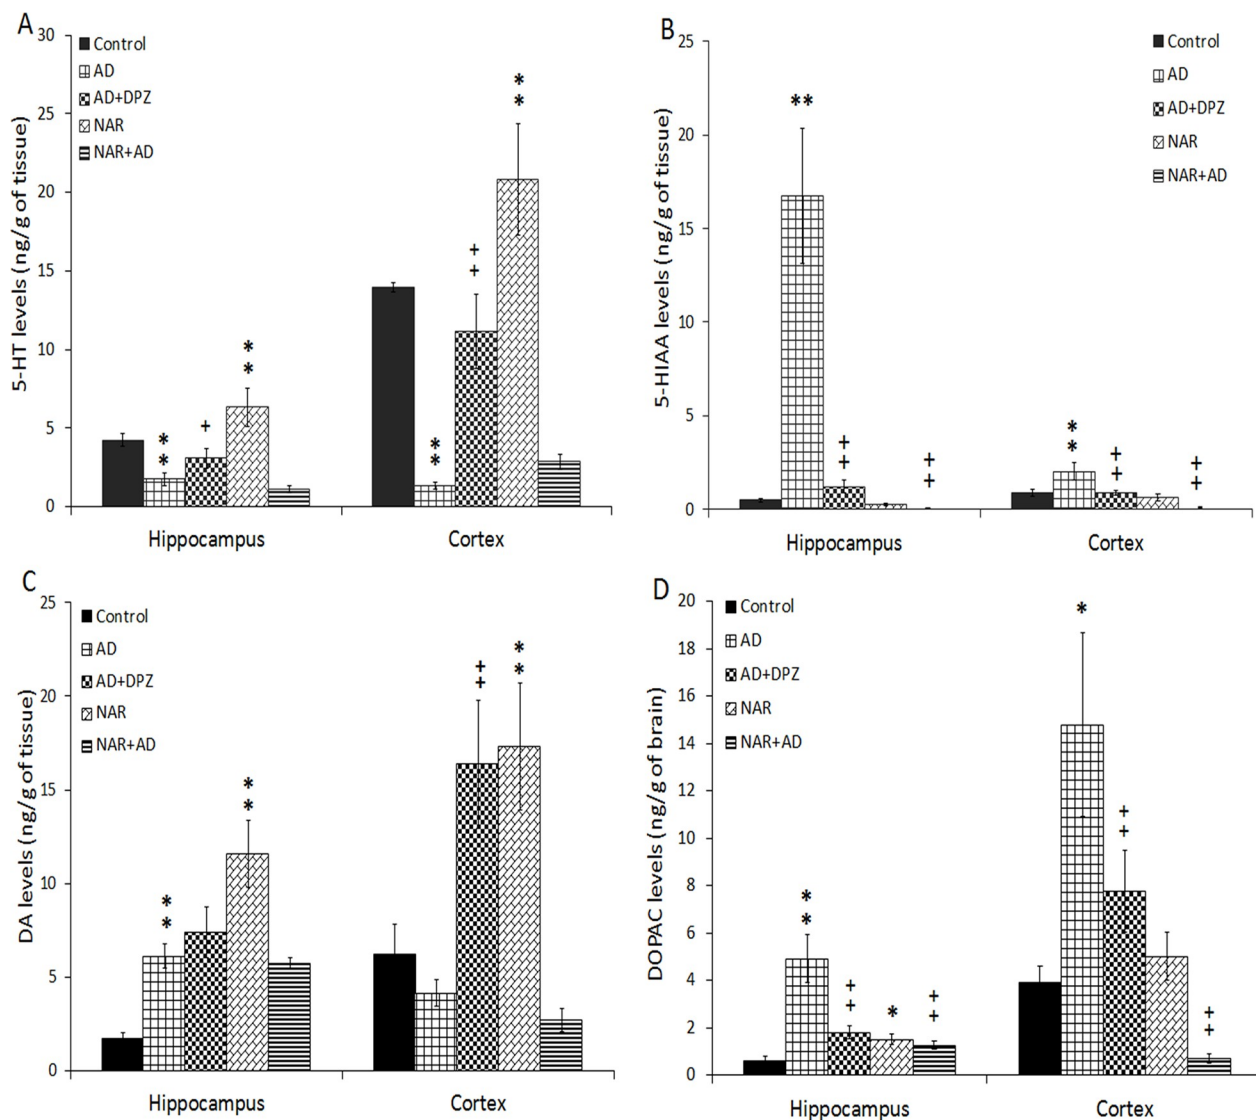 A
5-HT levels (ng/g of tissue)
30
25
20
15
10
5
0
Control
AD
AD+DPZ
NAR
NAR+AD
*
*
+
*
*
*
*
+
+
*
*
Hippocampus
Cortex
B
5-HIAA levels (ng/g of tissue)
25
20
15
10
5
0
Control
AD
AD+DPZ
NAR
NAR+AD
**
+
+
+
+
*
*
+
+
+
+
Hippocampus
Cortex
C
DA levels (ng/g of tissue)
25
20
15
10
5
0
Control
AD
AD+DPZ
NAR
NAR+AD
*
*
*
*
+
+
*
*
Hippocampus
Cortex
D
DOPAC levels (ng/g of brain)
20
18
16
14
12
10
8
6
4
2
0
Control
AD
AD+DPZ
NAR
NAR+AD
*
*
+
+
*
+
+
*
+
+
+
+
Hippocampus
Cortex